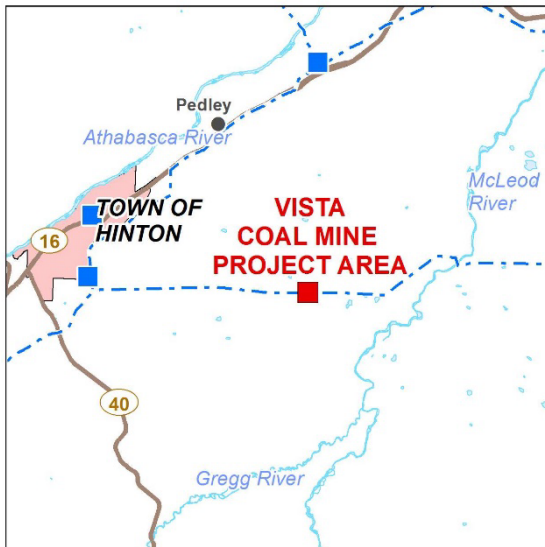 Pedley
Athabasca River
McLeod
River
TOWN OF
HINTON
VISTA
COAL MINE
PROJECT AREA
16
40
Gregg River